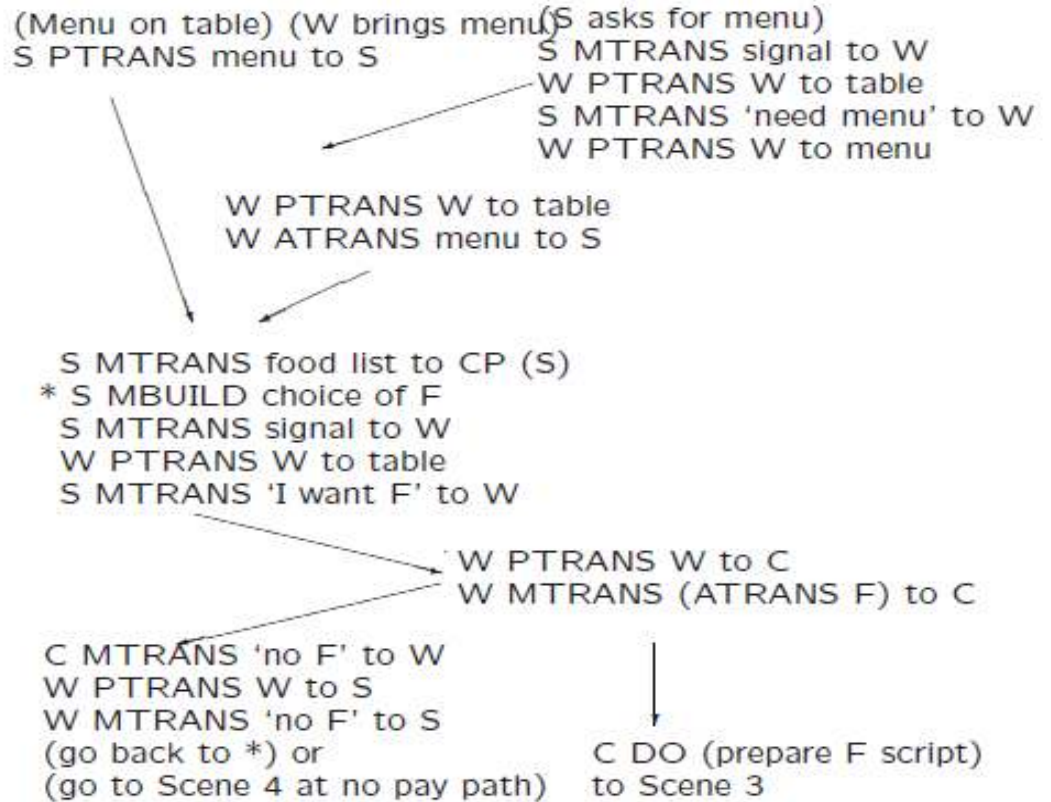 (Menu on table) (W brings menu)
S PTRANS menu to S
(S asks for menu)
S MTRANS signal to W
W PTRANS W to table
S MTRANS ‘need menu’ to W
W PTRANS W to menu
W PTRANS W to table
W ATRANS menu to S
S MTRANS food list to CP (S)
* S MBUILD choice of F
S MTRANS signal to W
W PTRANS W to table
S MTRANS ‘I want F’ to W
W PTRANS W to C
W MTRANS (ATRANS F) to C
C MTRANS ‘no F’ to W
W PTRANS W to S
W MTRANS ‘no F’ to S
(go back to *) or
(go to Scene 4 at no pay path)
C DO (prepare F script)
to Scene 3